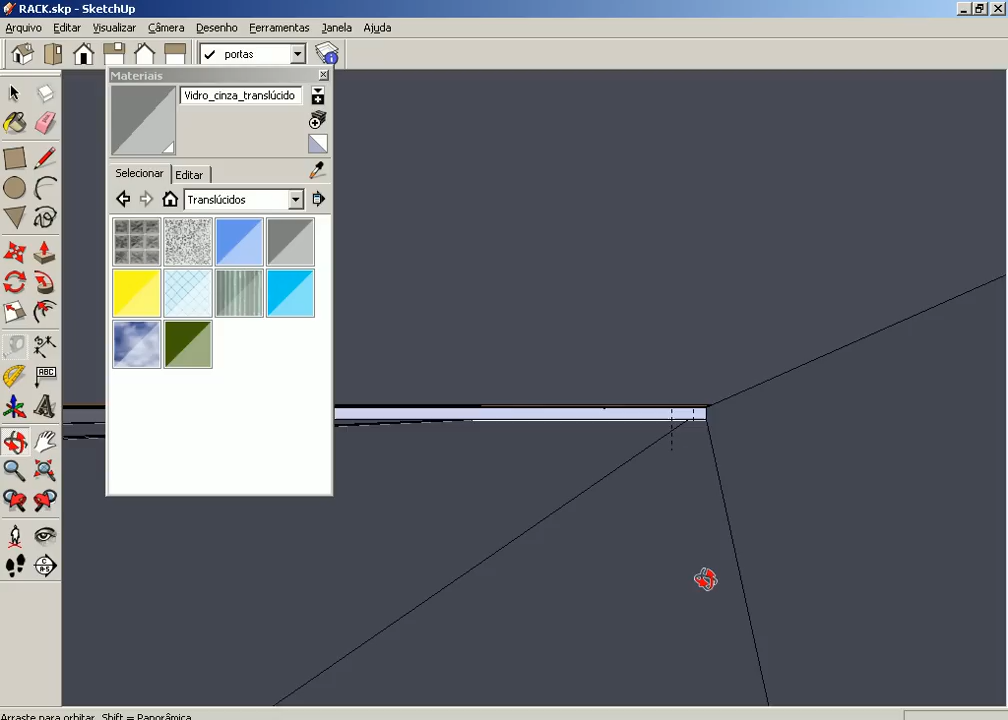 RACK.skp - SketchUp
Arquivo Editar Visualizar Câmera Desenho Ferramentas Janela Ajuda
portas
Materiais
Vidro_cinza_translúcido
Selecionar Editar
Translúcidos
ABC
Arraste para orbitar. Shift = Panorâmica